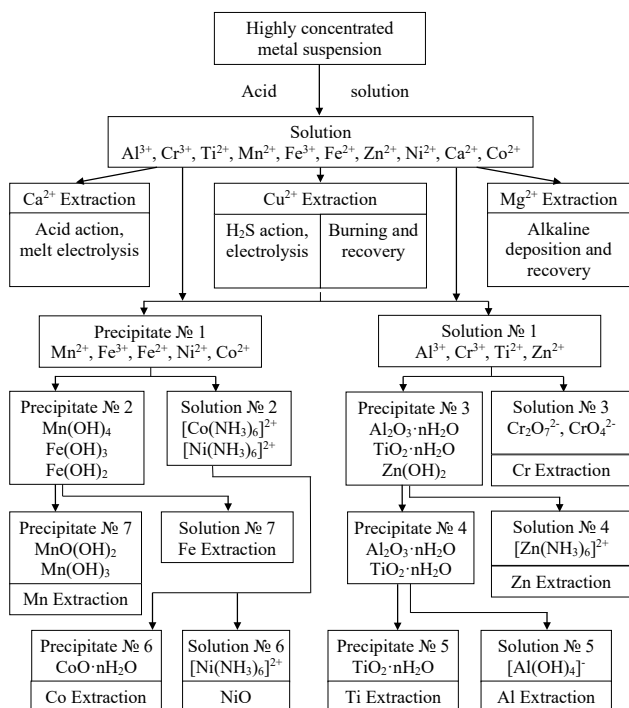 Highly concentrated
metal suspension
Acid solution
Solution
Al³⁺, Cr³⁺, Ti²⁺, Mn²⁺, Fe³⁺, Fe²⁺, Zn²⁺, Ni²⁺, Ca²⁺, Co²⁺
Ca²⁺ Extraction
Acid action,
melt electrolysis
Cu²⁺ Extraction
H₂S action,
electrolysis
Burning and
recovery
Mg²⁺ Extraction
Alkaline
deposition and
recovery
Precipitate № 1
Mn²⁺, Fe³⁺, Fe²⁺, Ni²⁺, Co²⁺
Solution № 1
Al³⁺, Cr³⁺, Ti²⁺, Zn²⁺
Precipitate № 2
Mn(OH)₄
Fe(OH)₃
Fe(OH)₂
Solution № 2
[Co(NH₃)₆]²⁺
[Ni(NH₃)₆]²⁺
Precipitate № 3
Al₂O₃·nH₂O
TiO₂·nH₂O
Zn(OH)₂
Solution № 3
Cr₂O₇²⁻, CrO₄²⁻
Cr Extraction
Precipitate № 7
MnO(OH)₂
Mn(OH)₃
Mn Extraction
Solution № 7
Fe Extraction
Precipitate № 4
Al₂O₃·nH₂O
TiO₂·nH₂O
Solution № 4
[Zn(NH₃)₆]²⁺
Zn Extraction
Precipitate № 6
CoO·nH₂O
Co Extraction
Solution № 6
[Ni(NH₃)₆]²⁺
NiO
Precipitate № 5
TiO₂·nH₂O
Ti Extraction
Solution № 5
[Al(OH)₄]⁻
Al Extraction